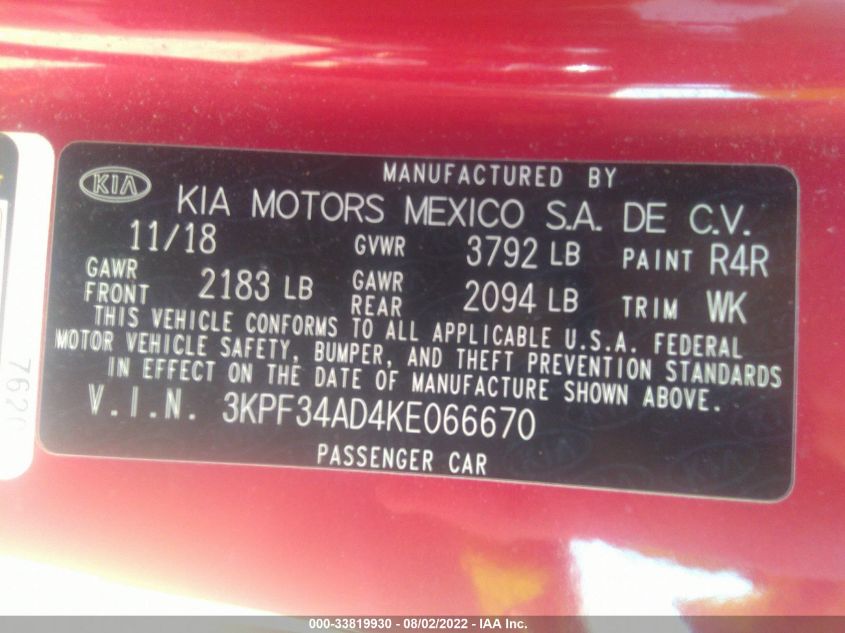 MANUFACTURED BY
KIA KIA MOTORS MEXICO S.A. DE C.V.
11/18 GVWR 3792 LB PAINT R4R
GAWR FRONT 2183 LB GAWR REAR 2094 LB TRIM WK
THIS VEHICLE CONFORMS TO ALL APPLICABLE U.S.A. FEDERAL
MOTOR VEHICLE SAFETY, BUMPER, AND THEFT PREVENTION STANDARDS
IN EFFECT ON THE DATE OF MANUFACTURE SHOWN ABOVE.
V.I.N. 3KPF34AD4KE066670
PASSENGER CAR
000-33819930 - 08/02/2022 - IAA Inc.